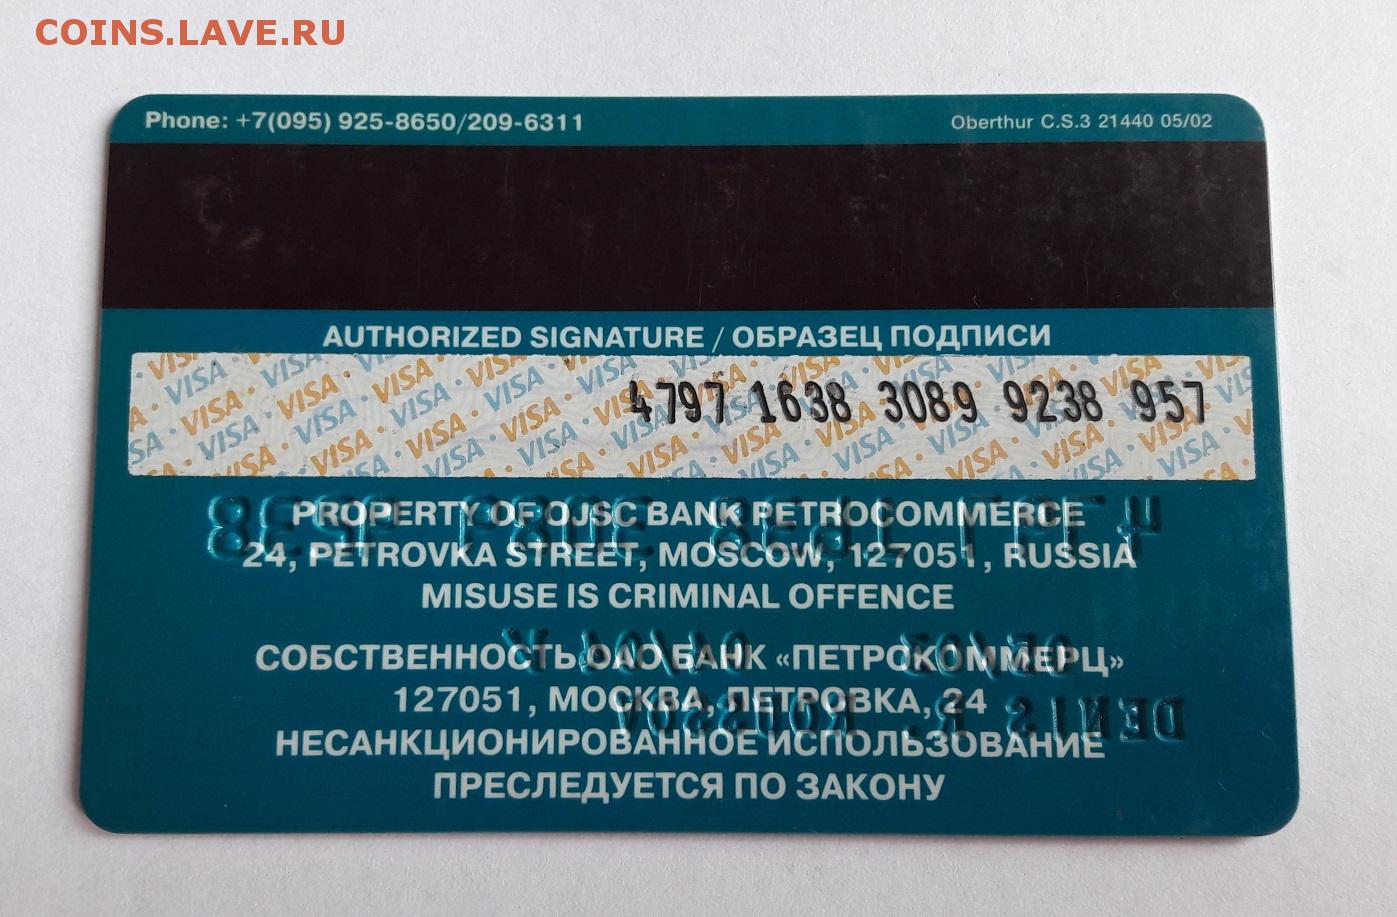 COINS.LAVE.RU
Phone: +7(095) 925-8650/209-6311
Oberthur C.S.3 21440 05/02
AUTHORIZED SIGNATURE / ОБРАЗЕЦ ПОДПИСИ
VISA
4797 1638 3089 9238 957
PROPERTY OF OJSC BANK PETROCOMMERCE
24, PETROVKA STREET, MOSCOW, 127051, RUSSIA
MISUSE IS CRIMINAL OFFENCE
СОБСТВЕННОСТЬ ОАО БАНК «ПЕТРОКОММЕРЦ»
127051, МОСКВА, ПЕТРОВКА, 24
НЕСАНКЦИОНИРОВАННОЕ ИСПОЛЬЗОВАНИЕ
ПРЕСЛЕДУЕТСЯ ПО ЗАКОНУ